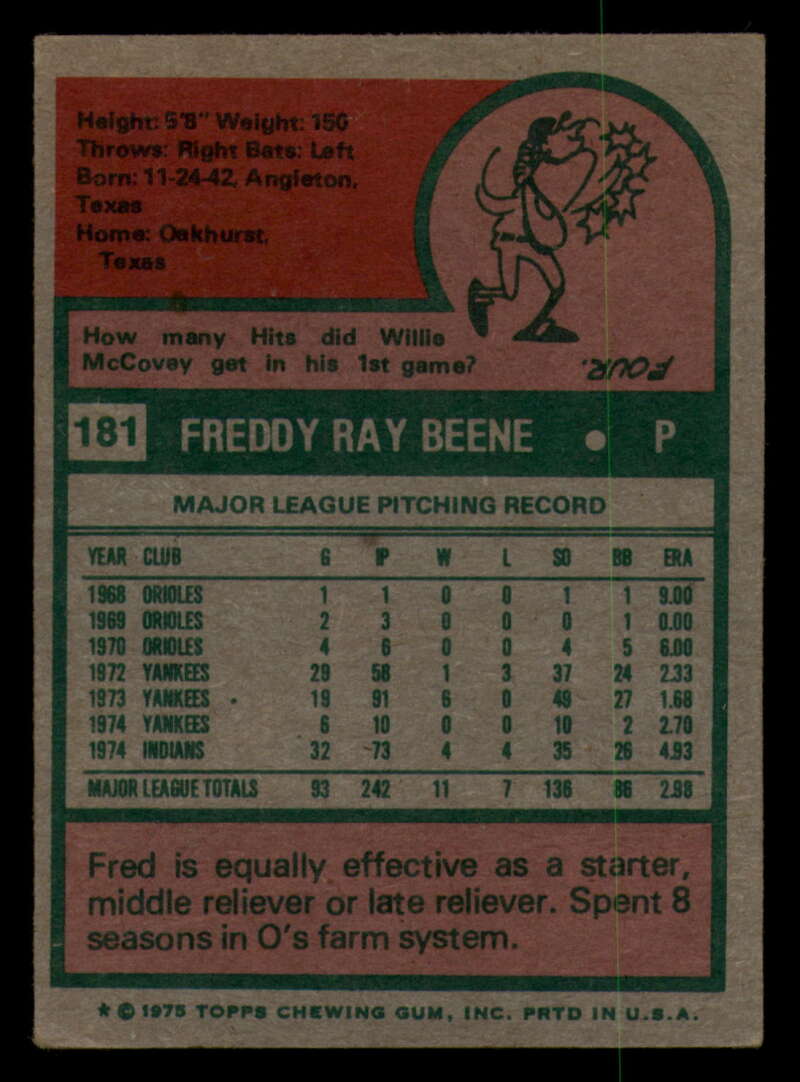 Height: 5'8" Weight: 150
Throws: Right Bats: Left
Born: 11-24-42, Angleton,
Texas
Home: Oakhurst,
Texas
How many Hits did Willie
McCovey get in his 1st game?
FOUR.
181 FREDDY RAY BEENE • P
MAJOR LEAGUE PITCHING RECORD
YEAR CLUB G IP W L SO BB ERA
1968 ORIOLES 1 1 0 0 1 1 9.00
1969 ORIOLES 2 3 0 0 0 1 0.00
1970 ORIOLES 4 6 0 0 4 5 6.00
1972 YANKEES 29 58 1 3 37 24 2.33
1973 YANKEES 19 91 6 0 49 27 1.68
1974 YANKEES 6 10 0 0 10 2 2.70
1974 INDIANS 32 73 4 4 35 26 4.93
MAJOR LEAGUE TOTALS 93 242 11 7 136 86 2.98
Fred is equally effective as a starter,
middle reliever or late reliever. Spent 8
seasons in O's farm system.
* © 1975 TOPPS CHEWING GUM, INC. PRTD IN U.S.A.